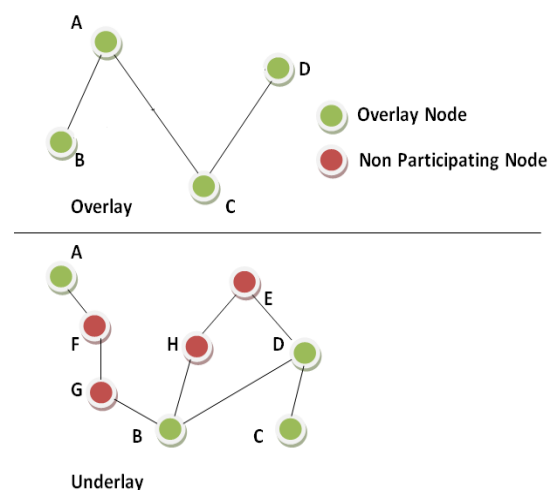 A
D
Overlay Node
B
Non Participating Node
Overlay
C
A
E
F
H
D
G
B
C
Underlay